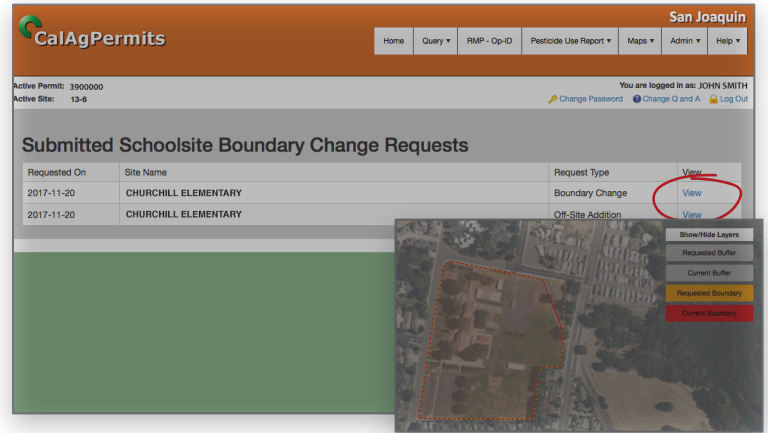 San Joaquin
CalAgPermits
Home Query RMP - Op-ID Pesticide Use Report Maps Admin Help
Active Permit: 3900000
You are logged in as: JOHN SMITH
Active Site: 13-6
Change Password Change Q and A Log Out
Submitted Schoolsite Boundary Change Requests
Requested On Site Name Request Type View
2017-11-20 CHURCHILL ELEMENTARY Boundary Change View
2017-11-20 CHURCHILL ELEMENTARY Off-Site Addition View
Show/Hide Layers
Requested Buffer
Current Buffer
Requested Boundary
Current Boundary